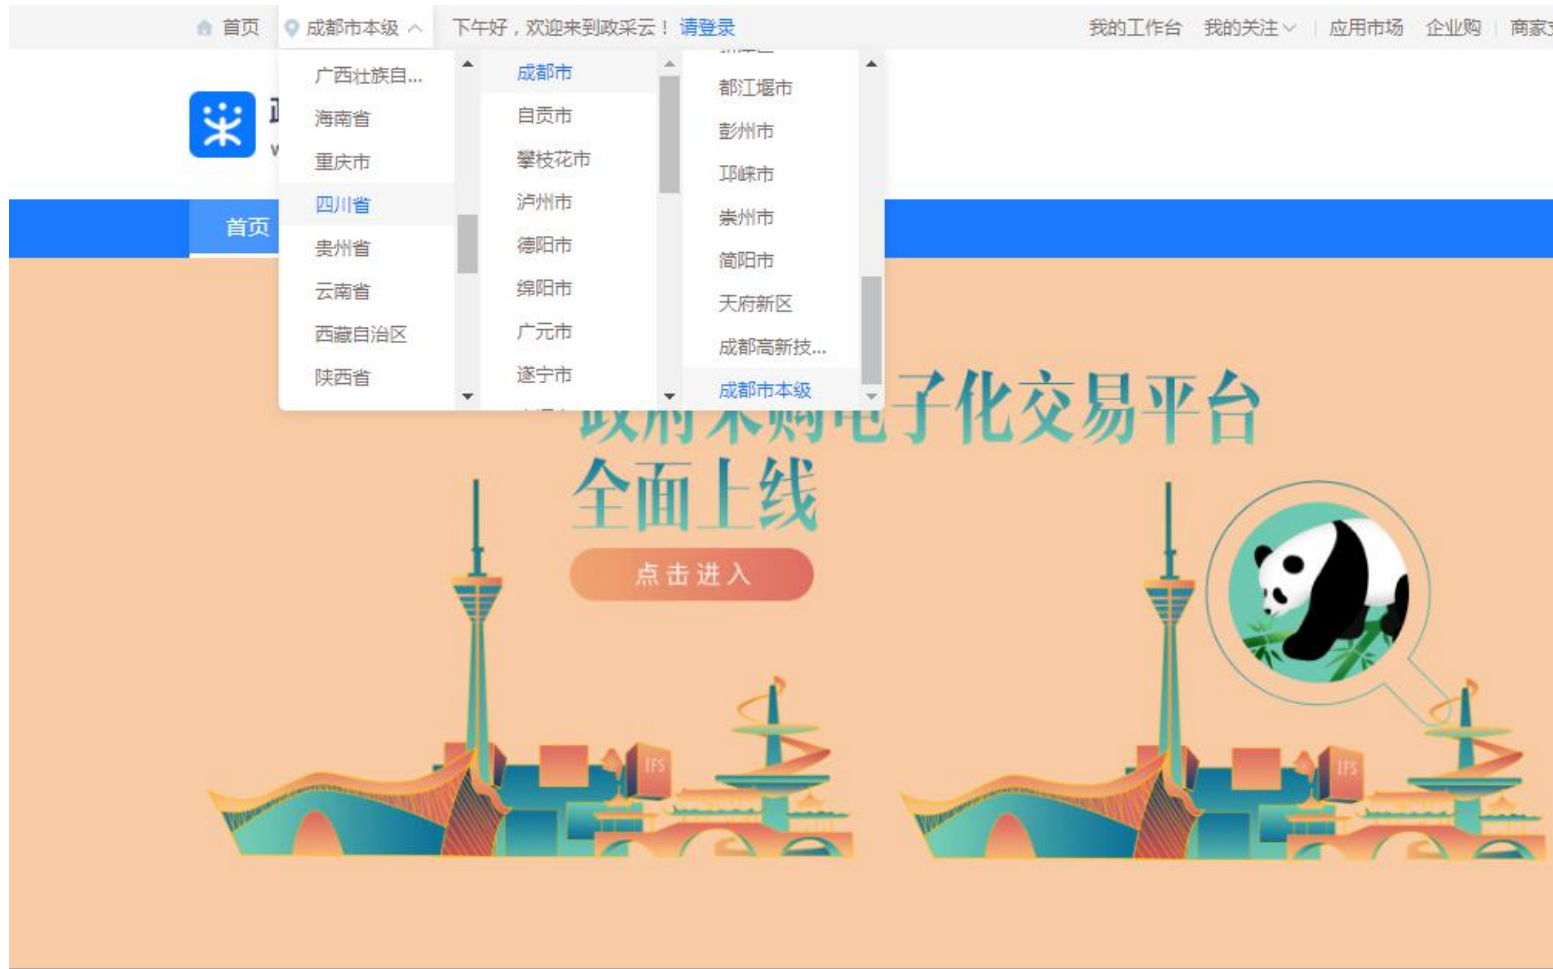 首页 成都市本级 下午好，欢迎来到政采云！ 请登录 我的工作台 我的关注 应用市场 企业购 商家
广西壮族自...
海南省
重庆市
四川省
贵州省
云南省
西藏自治区
陕西省
成都市
自贡市
攀枝花市
泸州市
德阳市
绵阳市
广元市
遂宁市
都江堰市
彭州市
邛崃市
崇州市
简阳市
天府新区
成都高新技...
成都市本级
首页
政府采购电子化交易平台
全面上线
点击进入
IFS
IFS